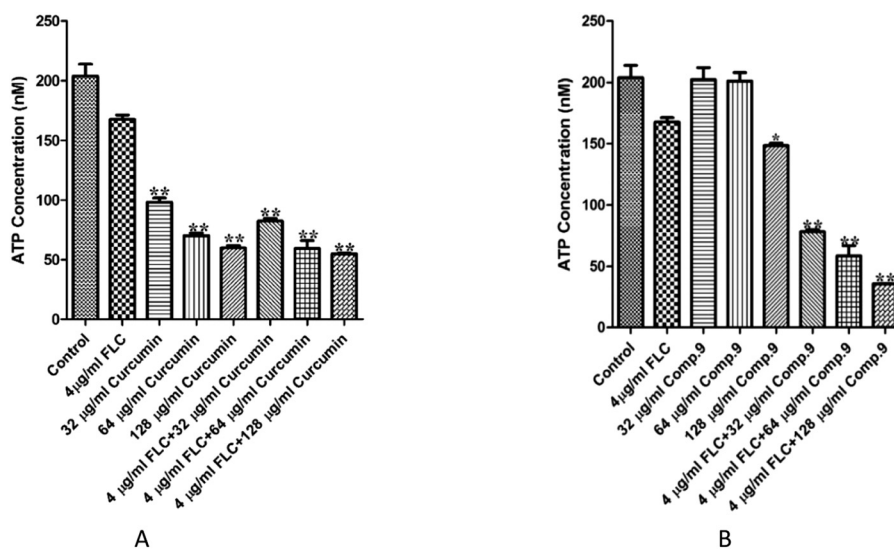 250
200
150
100
50
0
ATP Concentration (nM)
**
**
**
**
**
**
Control
4μg/ml FLC
32 μg/ml Curcumin
64 μg/ml Curcumin
128 μg/ml Curcumin
4 μg/ml FLC+32 μg/ml Curcumin
4 μg/ml FLC+64 μg/ml Curcumin
4 μg/ml FLC+128 μg/ml Curcumin
A
250
200
150
100
50
0
ATP Concentration (nM)
*
**
**
**
Control
4μg/ml FLC
32 μg/ml Comp.9
64 μg/ml Comp.9
128 μg/ml Comp.9
4 μg/ml FLC+32 μg/ml Comp.9
4 μg/ml FLC+64 μg/ml Comp.9
4 μg/ml FLC+128 μg/ml Comp.9
B